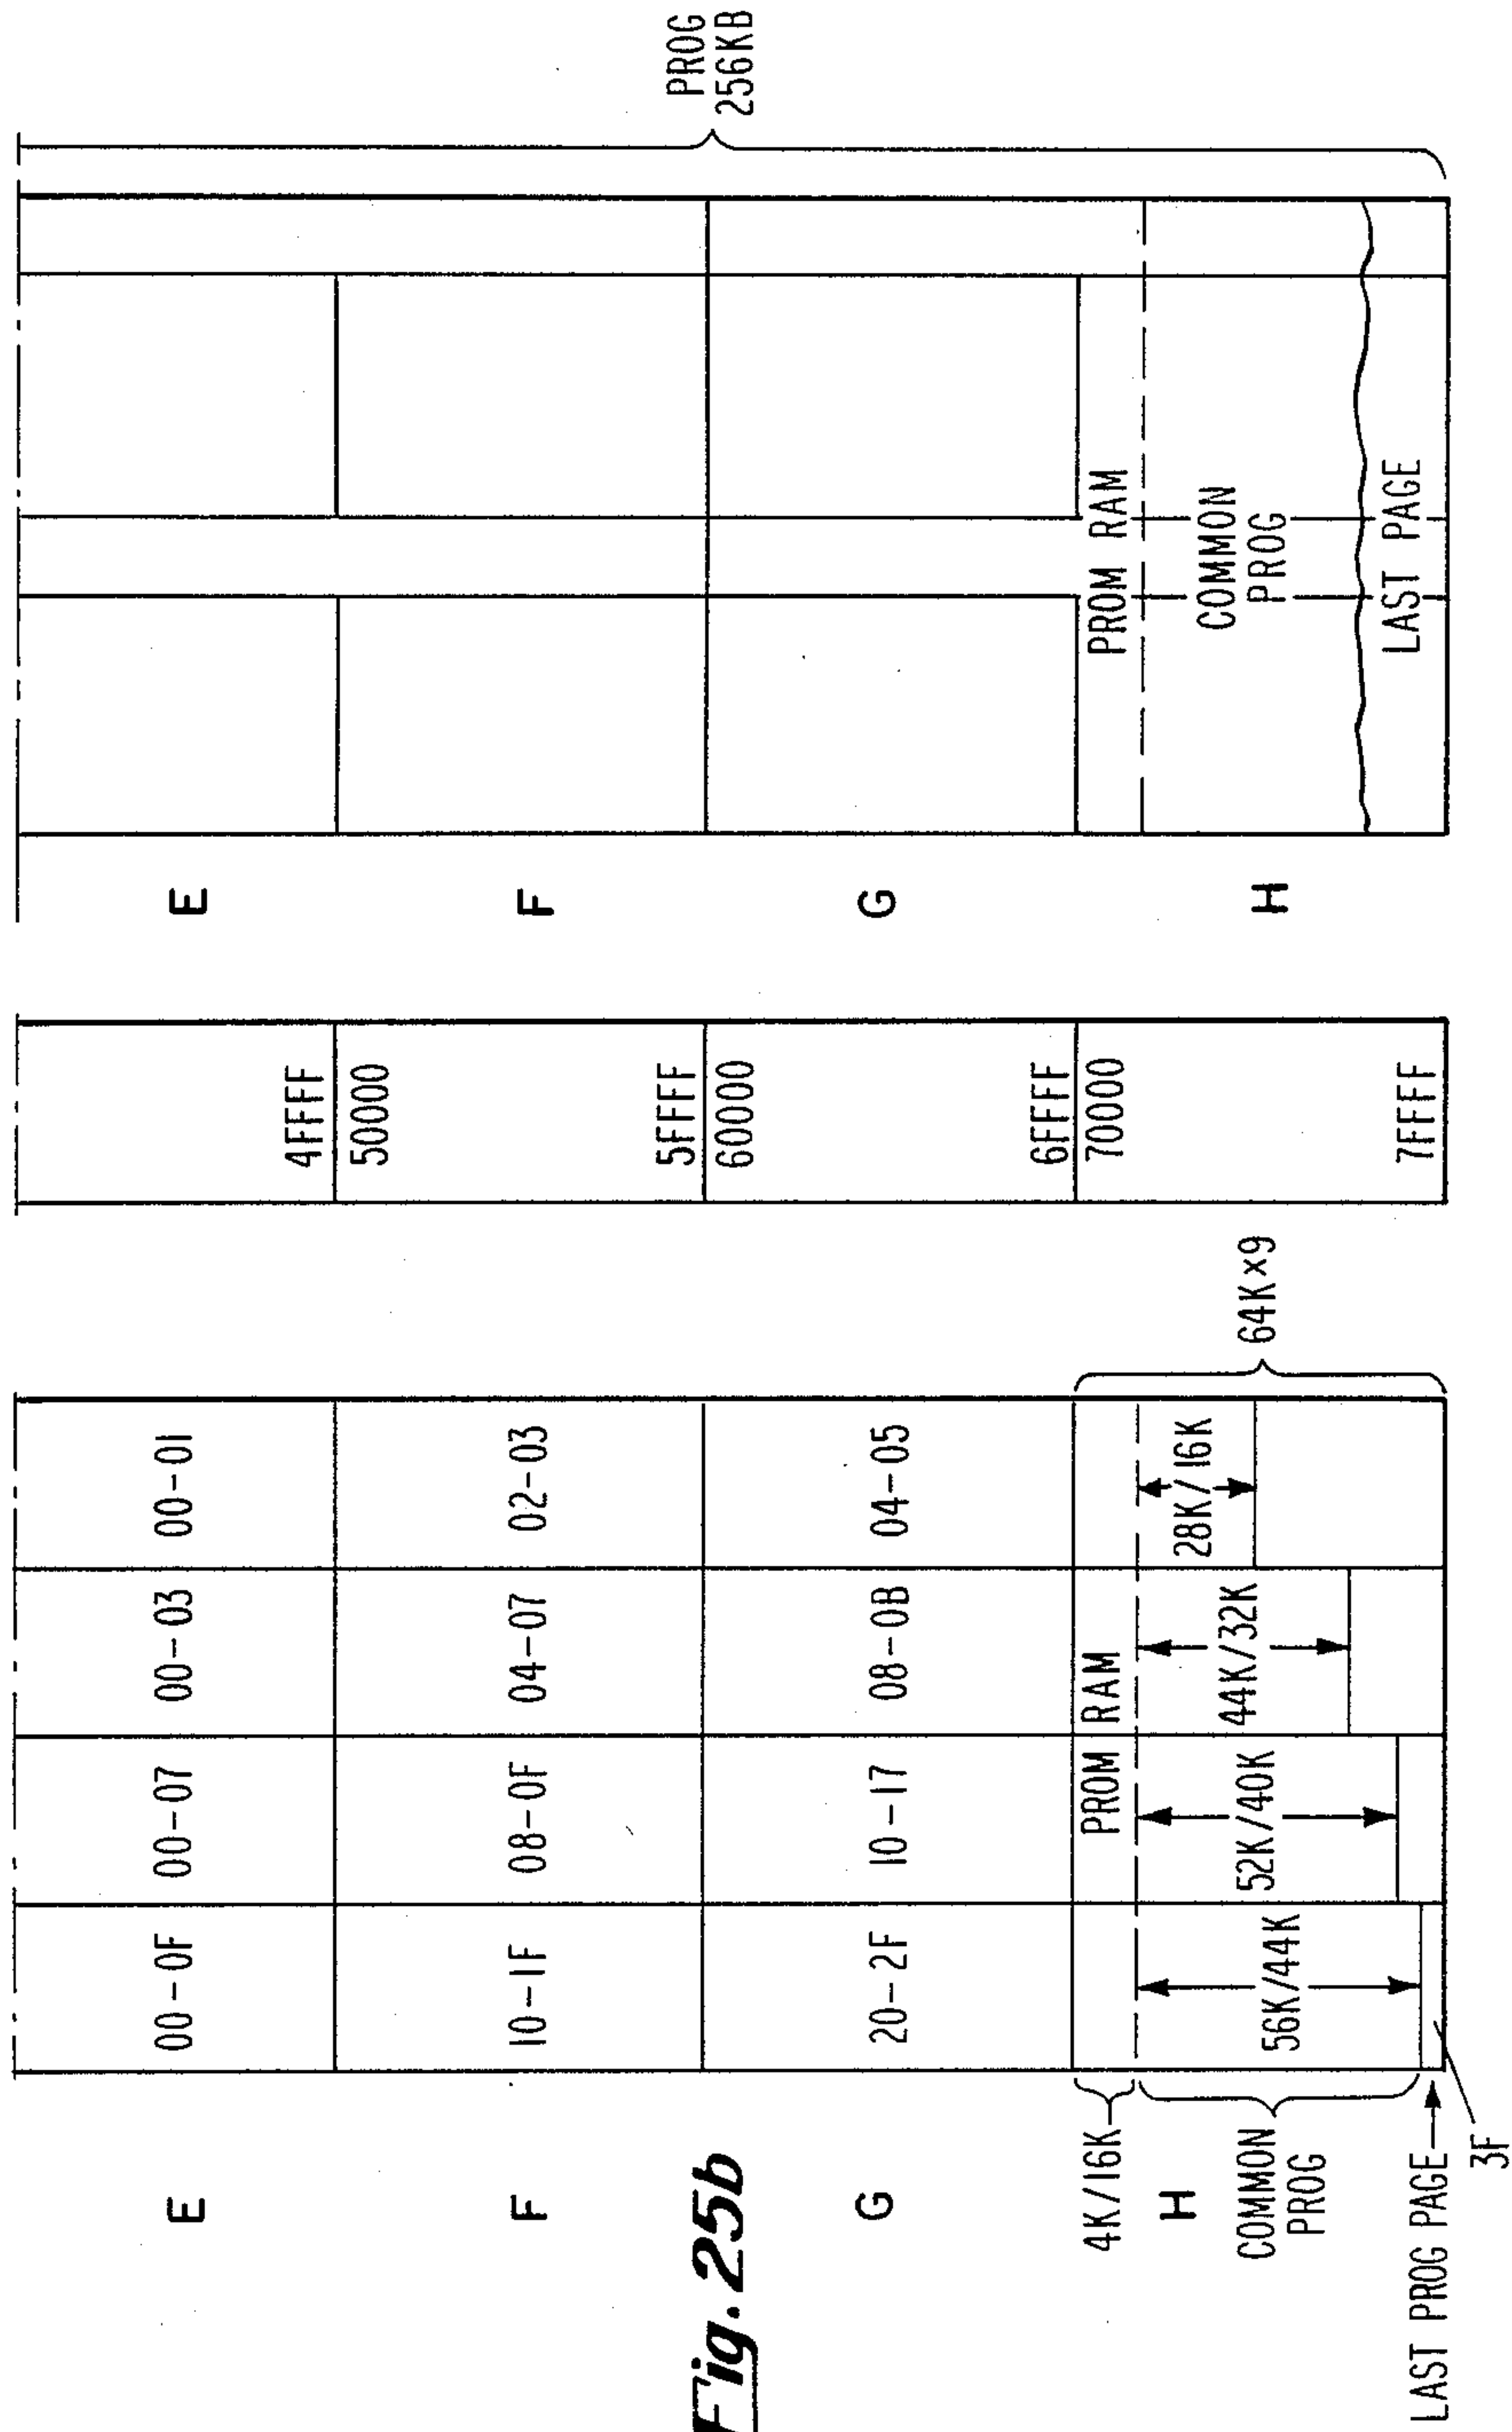 PROG
256KB
E
F
G
H
PROM RAM
COMMON
PROG
LAST PAGE
4FFFF
50000
5FFFF
60000
6FFFF
70000
7FFFF
64K×9
00-01
02-03
04-05
28K/16K
00-03
04-07
08-0B
44K/32K
00-07
08-0F
10-17
PROM RAM
52K/40K
00-0F
10-1F
20-2F
56K/44K
E
F
G
4K/16K
H
COMMON
PROG
LAST PROG PAGE
3F
Fig. 25b